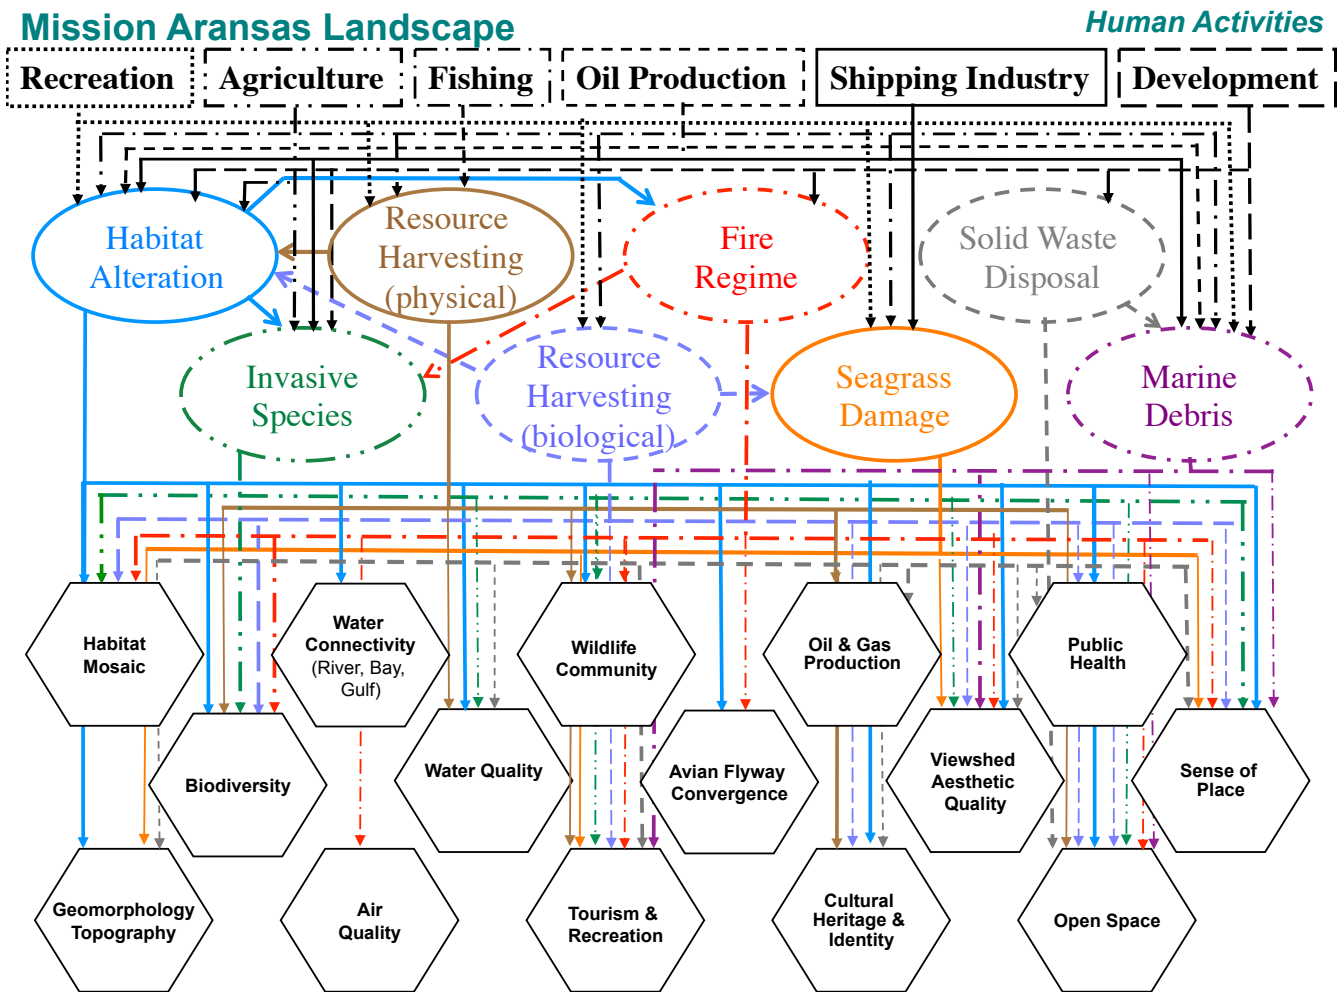 Mission Aransas Landscape
Human Activities
Recreation
Agriculture
Fishing
Oil Production
Shipping Industry
Development
Habitat
Alteration
Resource
Harvesting
(physical)
Fire
Regime
Solid Waste
Disposal
Invasive
Species
Resource
Harvesting
(biological)
Seagrass
Damage
Marine
Debris
Habitat
Mosaic
Water
Connectivity
(River, Bay,
Gulf)
Wildlife
Community
Oil & Gas
Production
Public
Health
Biodiversity
Water Quality
Avian Flyway
Convergence
Viewshed
Aesthetic
Quality
Sense of
Place
Geomorphology
Topography
Air
Quality
Tourism &
Recreation
Cultural
Heritage &
Identity
Open Space